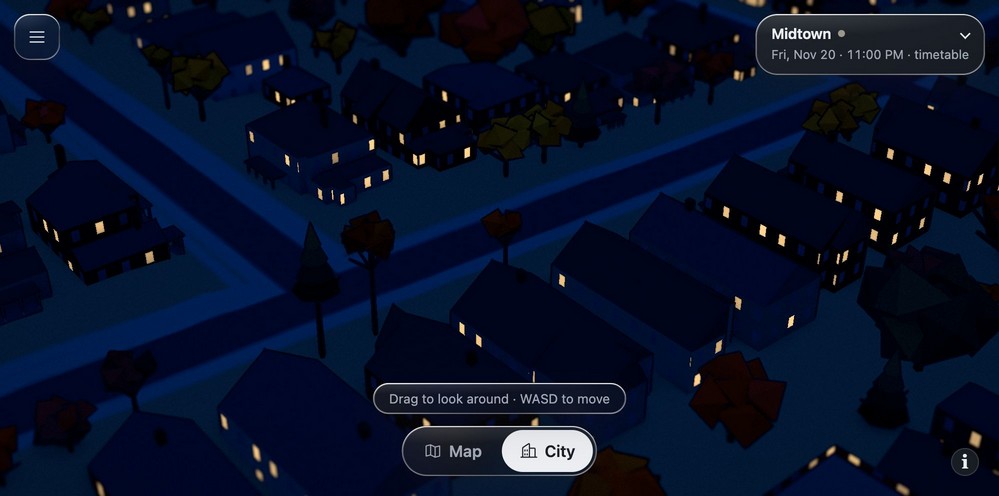 Midtown
Fri, Nov 20 · 11:00 PM · timetable
Drag to look around · WASD to move
Map
City